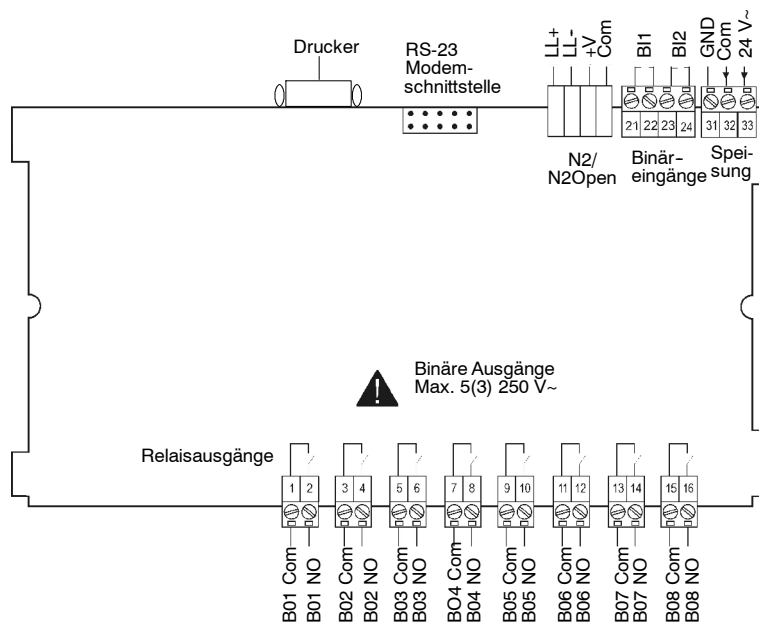 Drucker
RS-23
Modem-
schnittstelle
LL+
LL-
+V
Com
BI1
BI2
GND
Com
24 V~
21 22 23 24
31 32 33
N2/
N2Open
Binär-
eingänge
Spei-
sung
Binäre Ausgänge
Max. 5(3) 250 V~
Relaisausgänge
1 2 3 4 5 6 7 8 9 10 11 12 13 14 15 16
B01 Com
B01 NO
B02 Com
B02 NO
B03 Com
B03 NO
BO4 Com
B04 NO
B05 Com
B05 NO
B06 Com
B06 NO
B07 Com
B07 NO
B08 Com
B08 NO